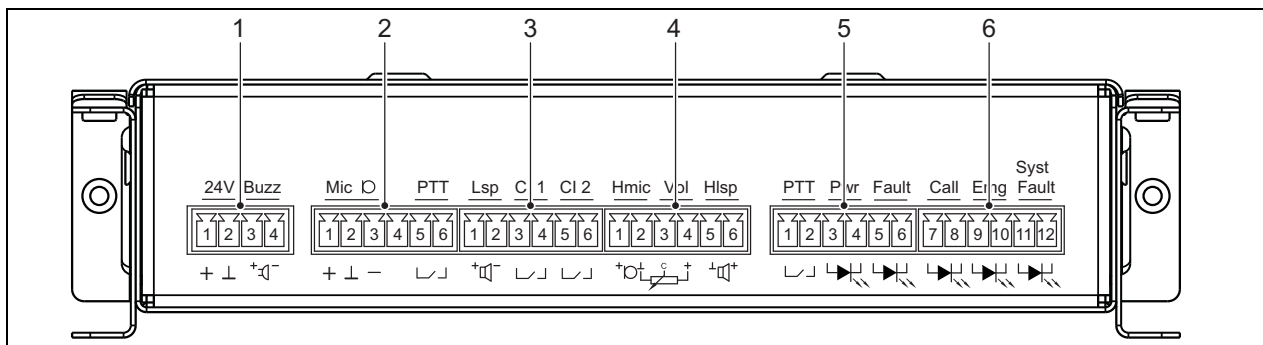 1 2 3 4 5 6
Syst
24V Buzz Mic PTT Lsp CI 1 CI 2 Hmic Vol Hlsp PTT Pwr Fault Call Emg Fault
1 2 3 4 1 2 3 4 5 6 1 2 3 4 5 6 1 2 3 4 5 6 1 2 3 4 5 6 7 8 9 10 11 12
+ - + - + - + C + +